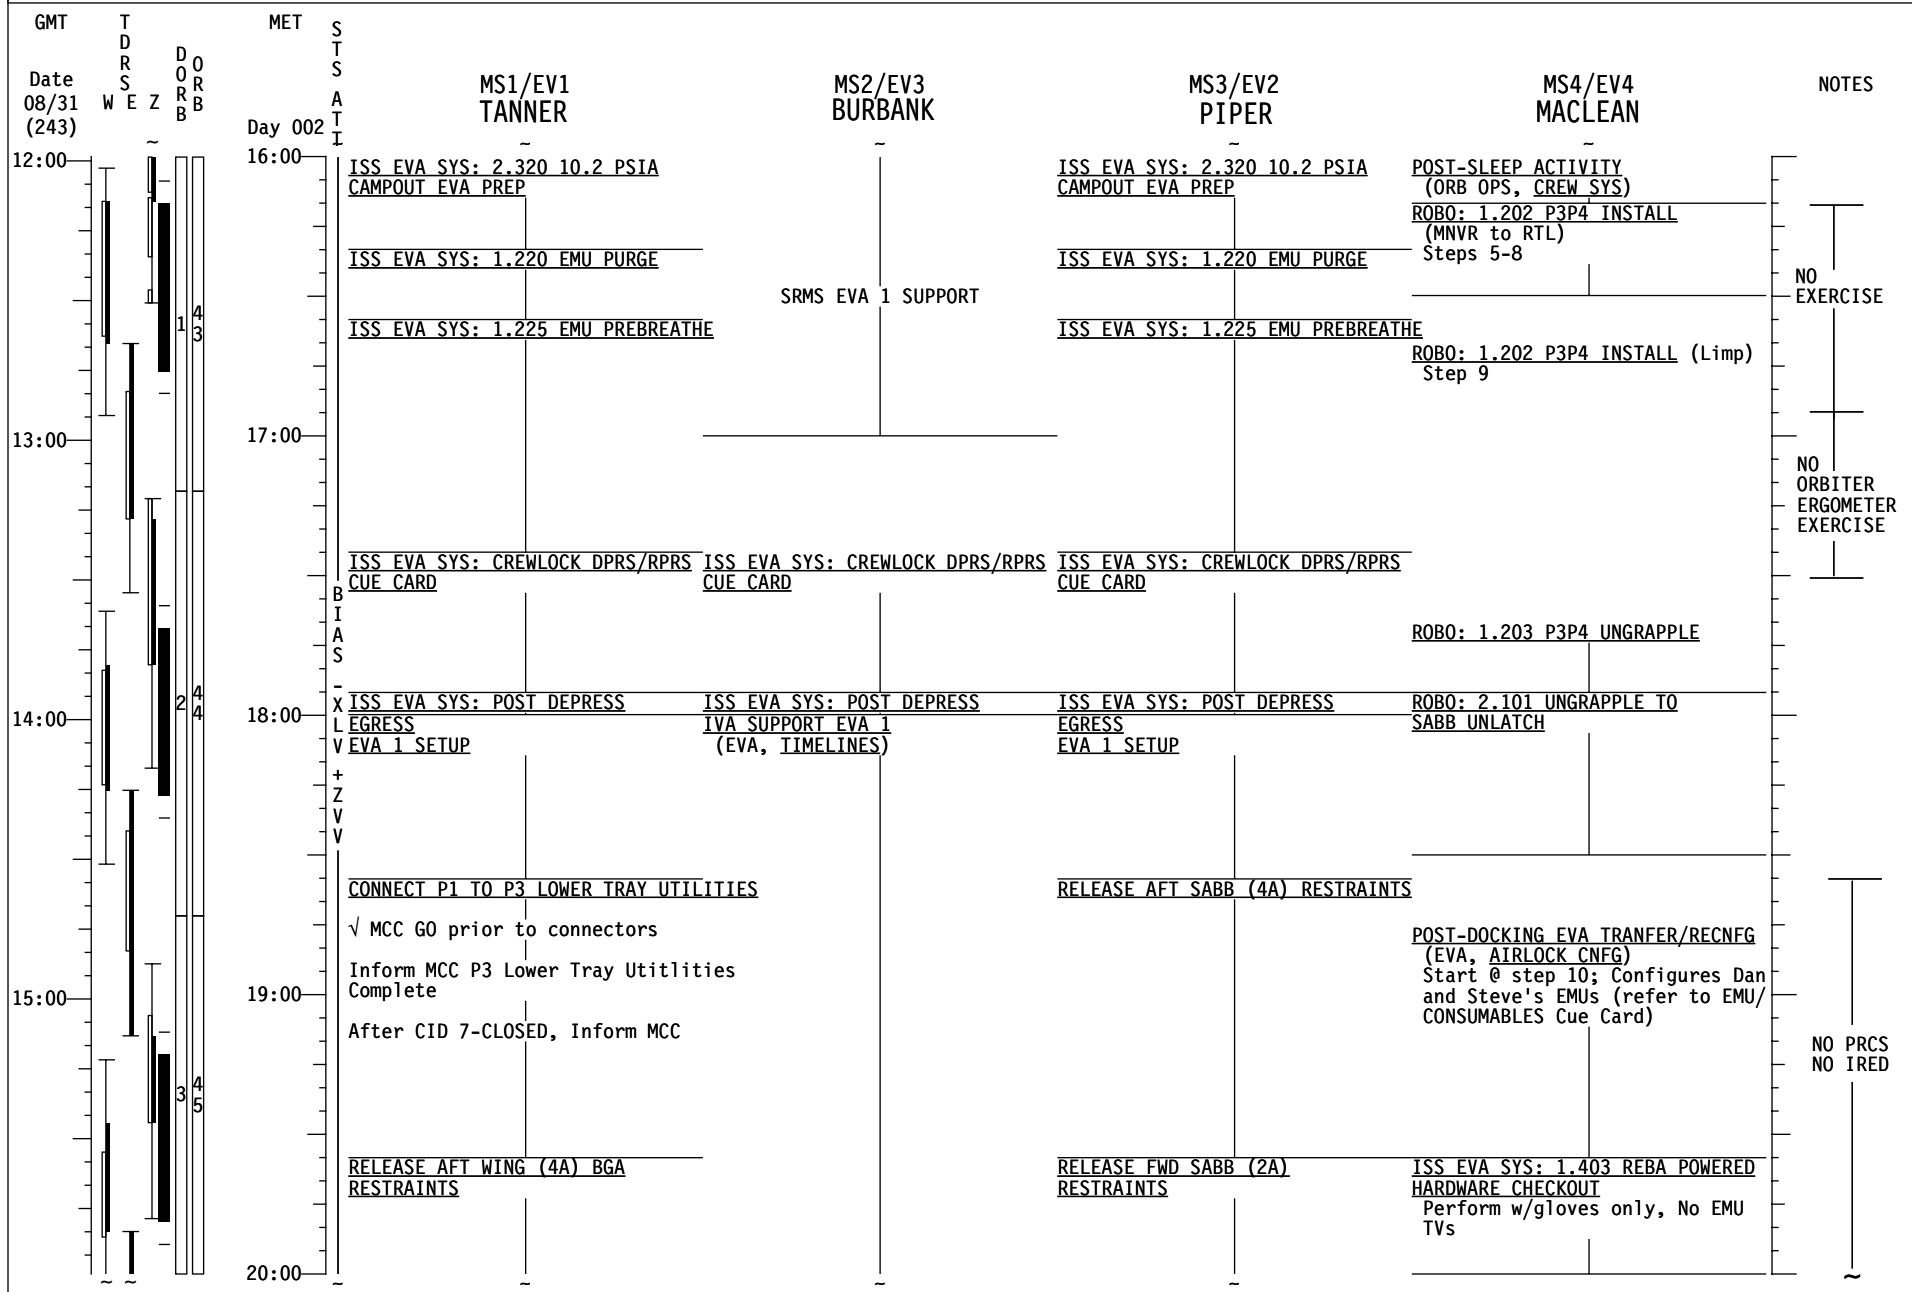 GMT
TDRS
MET
STS ATT
DORB
ORB
Date
08/31
(243)
W E Z
Day 002
MS1/EV1
TANNER
MS2/EV3
BURBANK
MS3/EV2
PIPER
MS4/EV4
MACLEAN
NOTES
~ ~ ~ ~ ~ ~
12:00
13:00
14:00
15:00
1
2
3
43
44
45
~ ~
16:00
17:00
18:00
19:00
20:00
BIAS -XLV +ZVV
~
ISS EVA SYS: 2.320 10.2 PSIA
CAMPOUT EVA PREP
ISS EVA SYS: 1.220 EMU PURGE
ISS EVA SYS: 1.225 EMU PREBREATHE
ISS EVA SYS: CREWLOCK DPRS/RPRS
CUE CARD
ISS EVA SYS: POST DEPRESS
EGRESS
EVA 1 SETUP
CONNECT P1 TO P3 LOWER TRAY UTILITIES
√ MCC GO prior to connectors
Inform MCC P3 Lower Tray Utitlities
Complete
After CID 7-CLOSED, Inform MCC
RELEASE AFT WING (4A) BGA
RESTRAINTS
~
SRMS EVA 1 SUPPORT
ISS EVA SYS: CREWLOCK DPRS/RPRS
CUE CARD
ISS EVA SYS: POST DEPRESS
IVA SUPPORT EVA 1
(EVA, TIMELINES)
~
ISS EVA SYS: 2.320 10.2 PSIA
CAMPOUT EVA PREP
ISS EVA SYS: 1.220 EMU PURGE
ISS EVA SYS: 1.225 EMU PREBREATHE
ISS EVA SYS: CREWLOCK DPRS/RPRS
CUE CARD
ISS EVA SYS: POST DEPRESS
EGRESS
EVA 1 SETUP
RELEASE AFT SABB (4A) RESTRAINTS
RELEASE FWD SABB (2A)
RESTRAINTS
~
POST-SLEEP ACTIVITY
(ORB OPS, CREW SYS)
ROBO: 1.202 P3P4 INSTALL
(MNVR to RTL)
Steps 5-8
ROBO: 1.202 P3P4 INSTALL (Limp)
Step 9
ROBO: 1.203 P3P4 UNGRAPPLE
ROBO: 2.101 UNGRAPPLE TO
SABB UNLATCH
POST-DOCKING EVA TRANFER/RECNFG
(EVA, AIRLOCK CNFG)
Start @ step 10; Configures Dan
and Steve's EMUs (refer to EMU/
CONSUMABLES Cue Card)
ISS EVA SYS: 1.403 REBA POWERED
HARDWARE CHECKOUT
Perform w/gloves only, No EMU
TVs
NO
EXERCISE
NO
ORBITER
ERGOMETER
EXERCISE
NO PRCS
NO IRED
~